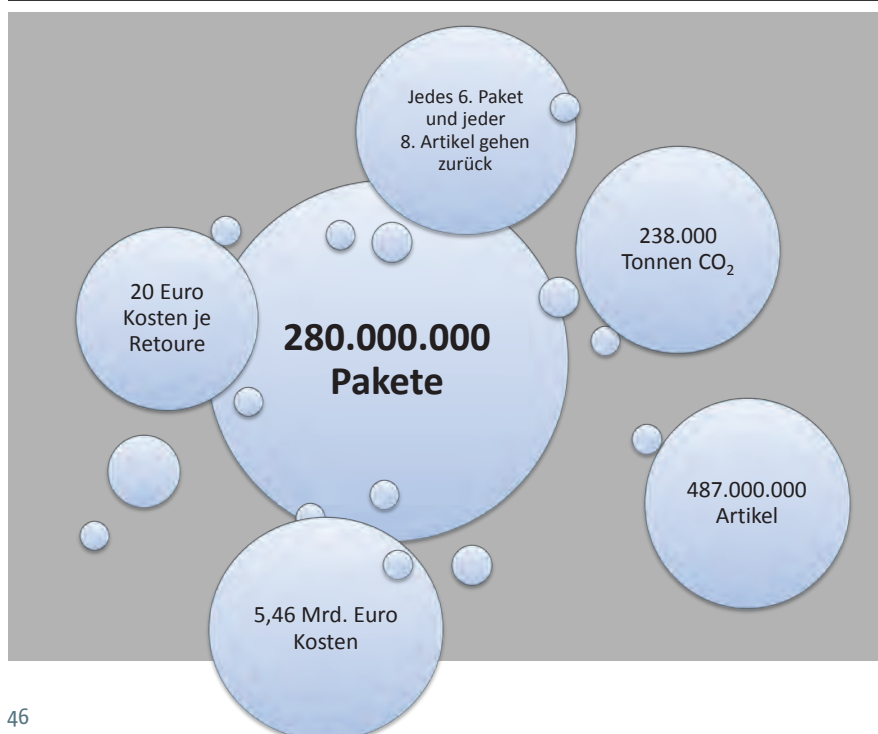 Jedes 6. Paket
und jeder
8. Artikel gehen
zurück
238.000
Tonnen CO₂
20 Euro
Kosten je
Retoure
280.000.000
Pakete
487.000.000
Artikel
5,46 Mrd. Euro
Kosten
46